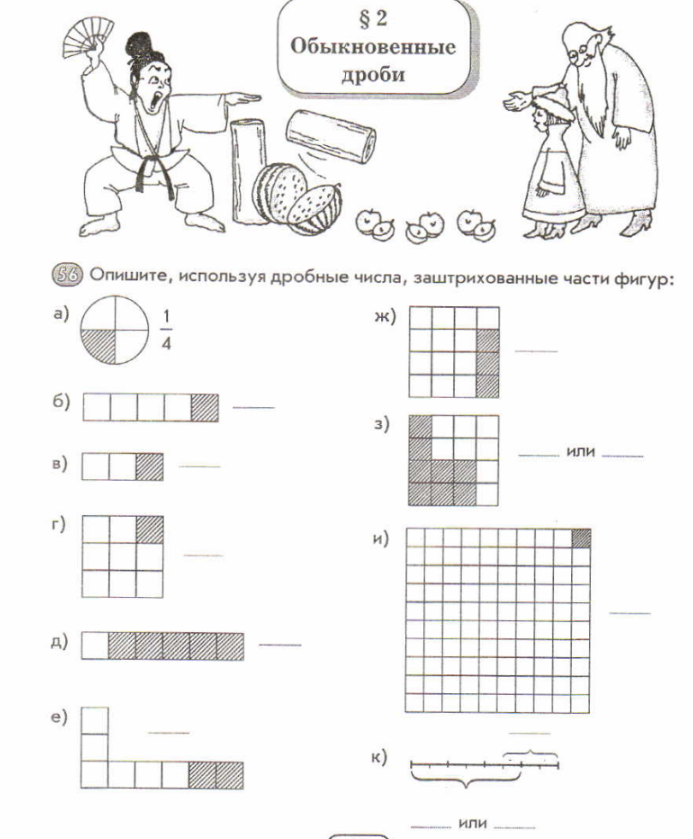 § 2
Обыкновенные
дроби
56 Опишите, используя дробные числа, заштрихованные части фигур:
а) 1/4
б)
в)
г)
д)
е)
ж)
з) или
и)
к)
или